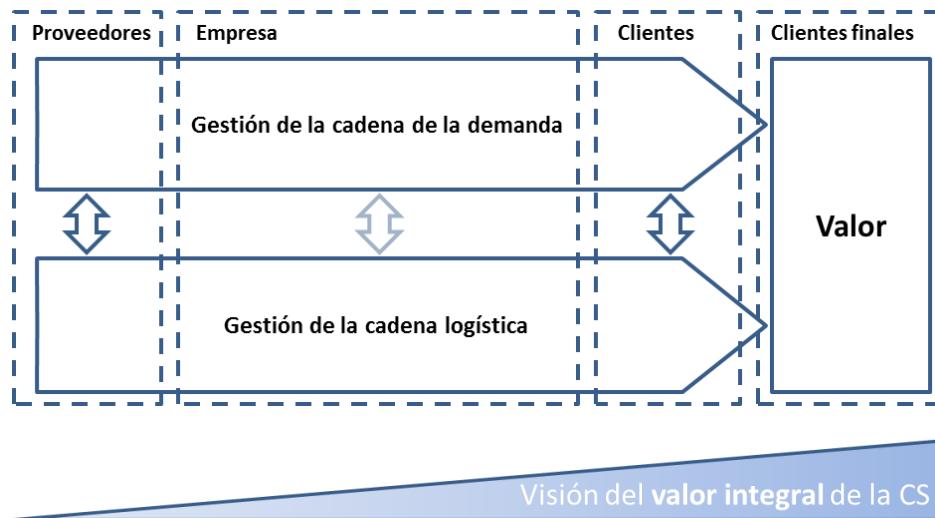 Proveedores
Empresa
Clientes
Clientes finales
Gestión de la cadena de la demanda
Valor
Gestión de la cadena logística
Visión del valor integral de la CS